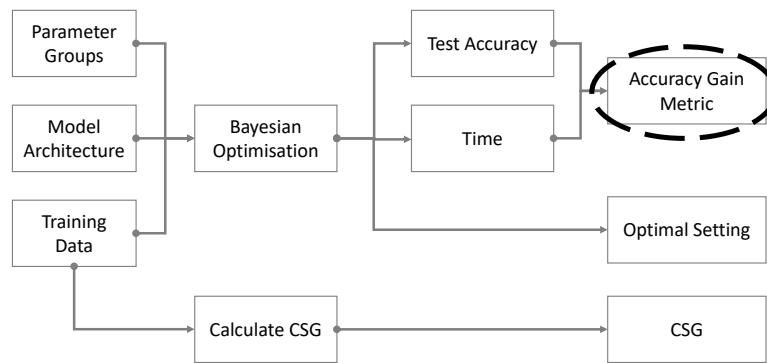 Parameter
Groups
Test Accuracy
Accuracy Gain
Metric
Model
Architecture
Bayesian
Optimisation
Time
Training
Data
Optimal Setting
Calculate CSG
CSG